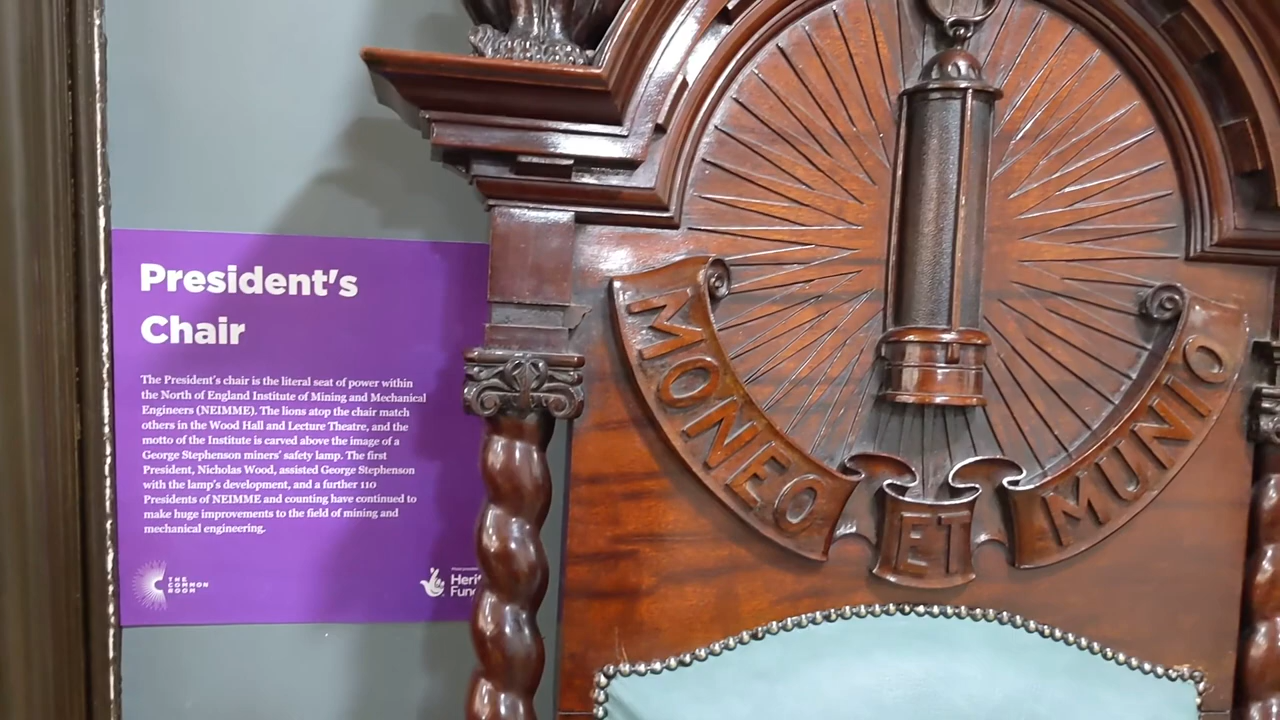 President's
Chair
The President's chair is the literal seat of power within
the North of England Institute of Mining and Mechanical
Engineers (NEIMME). The lions atop the chair match
others in the Wood Hall and Lecture Theatre, and the
motto of the Institute is carved above the image of a
George Stephenson miners' safety lamp. The first
President, Nicholas Wood, assisted George Stephenson
with the lamp's development, and a further 110
Presidents of NEIMME and counting have continued to
make huge improvements to the field of mining and
mechanical engineering.
THE
COMMON
ROOM
MONEO
ET
MUNIO